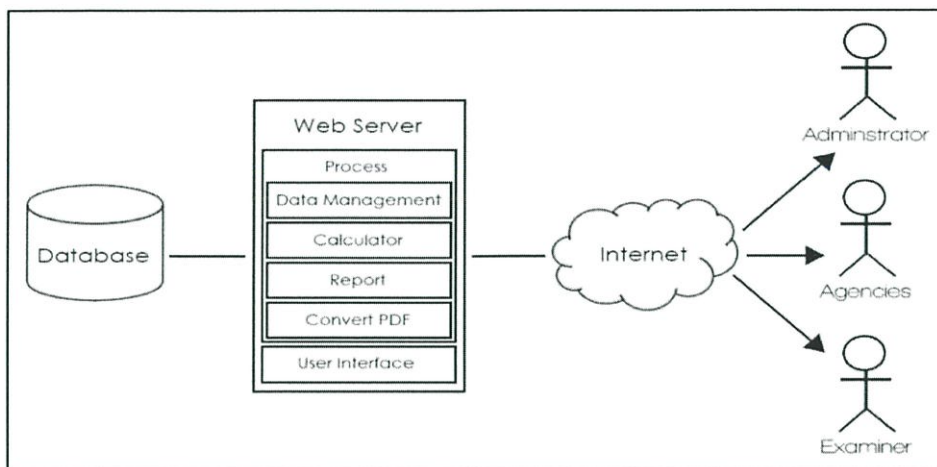 Web Server
Process
Data Management
Calculator
Report
Convert PDF
User Interface
Database
Internet
Adminstrator
Agencies
Examiner